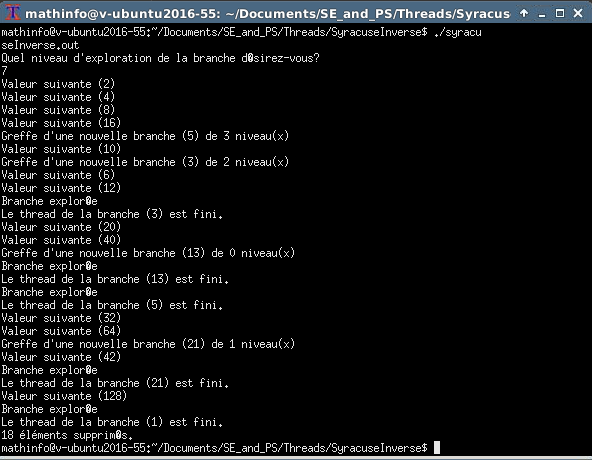 mathinfo@v-ubuntu2016-55: ~/Documents/SE_and_PS/Threads/Syracuse
mathinfo@v-ubuntu2016-55:~/Documents/SE_and_PS/Threads/SyracuseInverse$ ./syracu
seInverse.out
Quel niveau d'exploration de la branche d�sirez-vous?
7
Valeur suivante (2)
Valeur suivante (4)
Valeur suivante (8)
Valeur suivante (16)
Greffe d'une nouvelle branche (5) de 3 niveau(x)
Valeur suivante (10)
Greffe d'une nouvelle branche (3) de 2 niveau(x)
Valeur suivante (6)
Valeur suivante (12)
Branche explor�e
Le thread de la branche (3) est fini.
Valeur suivante (20)
Valeur suivante (40)
Greffe d'une nouvelle branche (13) de 0 niveau(x)
Branche explor�e
Le thread de la branche (13) est fini.
Branche explor�e
Le thread de la branche (5) est fini.
Valeur suivante (32)
Valeur suivante (64)
Greffe d'une nouvelle branche (21) de 1 niveau(x)
Valeur suivante (42)
Branche explor�e
Le thread de la branche (21) est fini.
Valeur suivante (128)
Branche explor�e
Le thread de la branche (1) est fini.
18 éléments supprim�s.
mathinfo@v-ubuntu2016-55:~/Documents/SE_and_PS/Threads/SyracuseInverse$